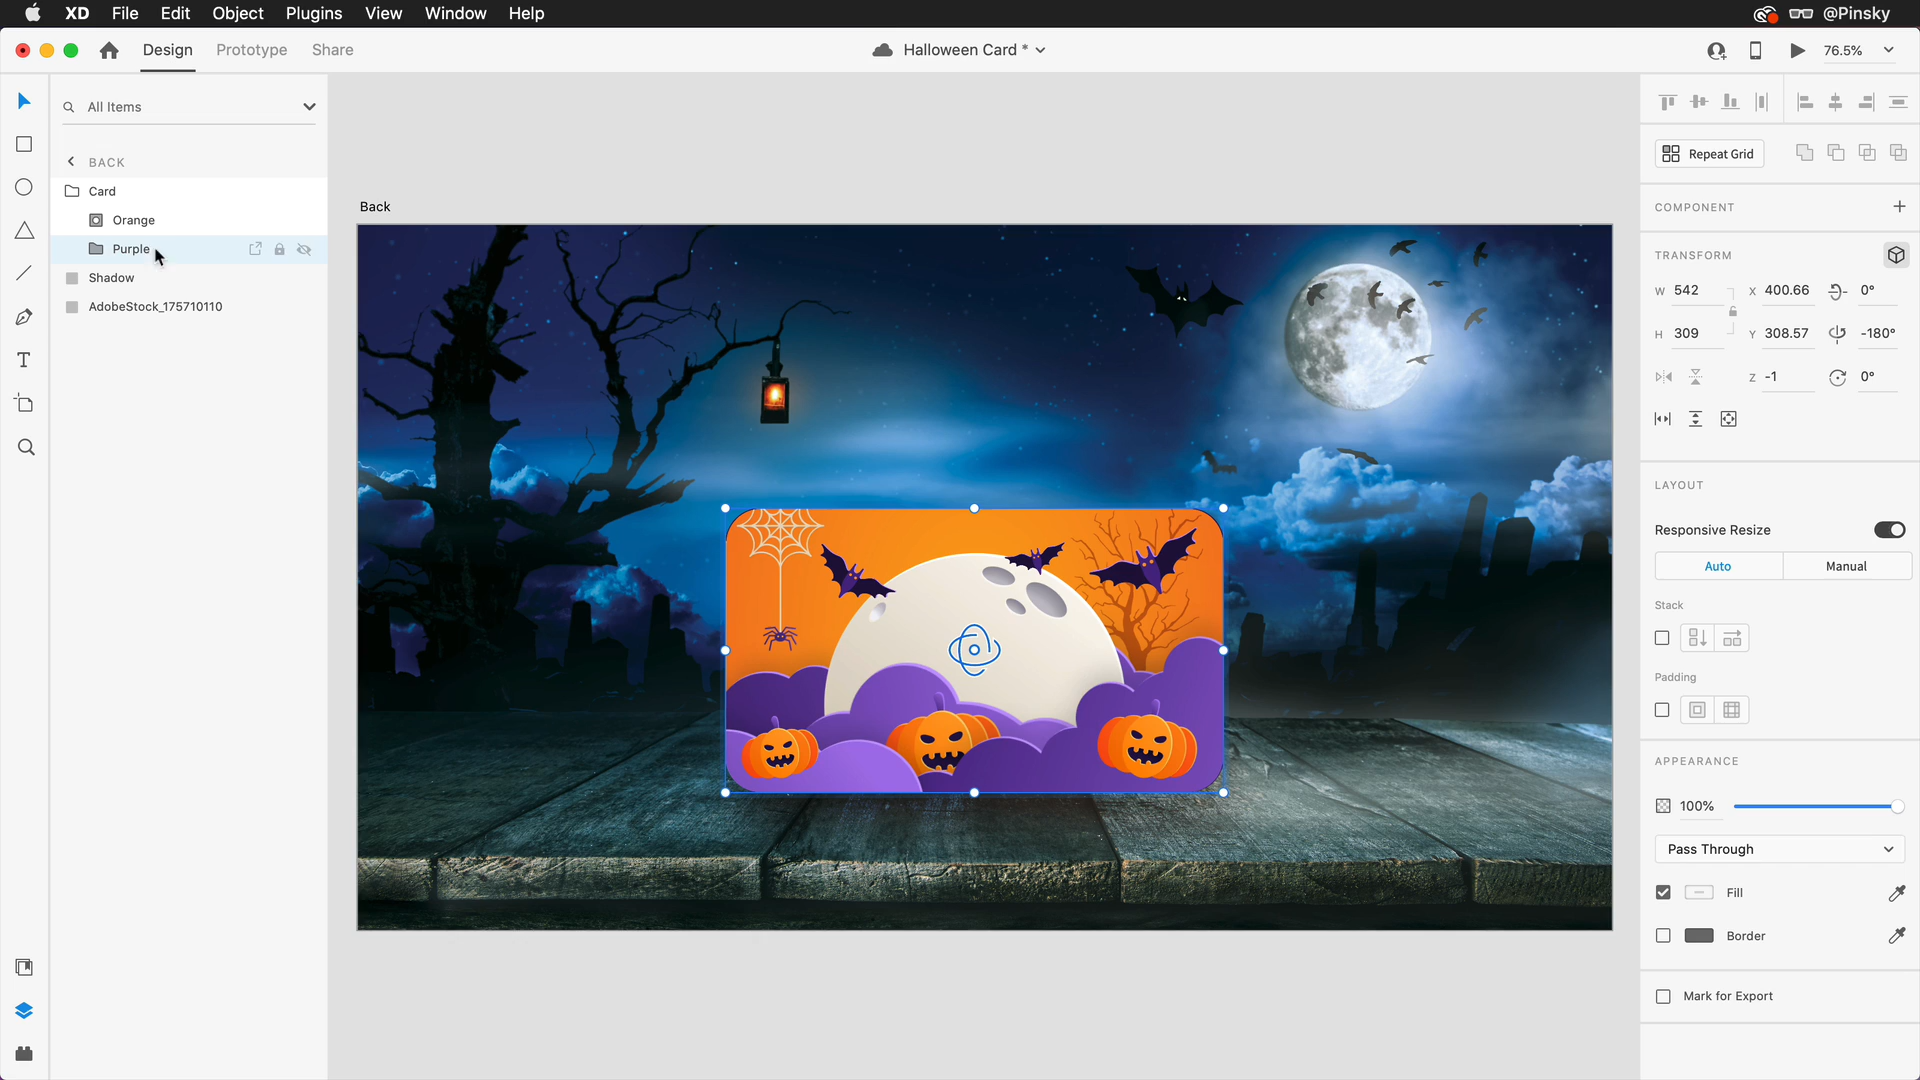 XD File Edit Object Plugins View Window Help @Pinsky
Design Prototype Share Halloween Card * 76.5%
All Items
BACK
Card
Orange
Purple
Shadow
AdobeStock_175710110
Back
Repeat Grid
COMPONENT
TRANSFORM
W 542 X 400.66 0°
H 309 Y 308.57 -180°
Z -1 0°
LAYOUT
Responsive Resize
Auto Manual
Stack
Padding
APPEARANCE
100%
Pass Through
Fill
Border
Mark for Export